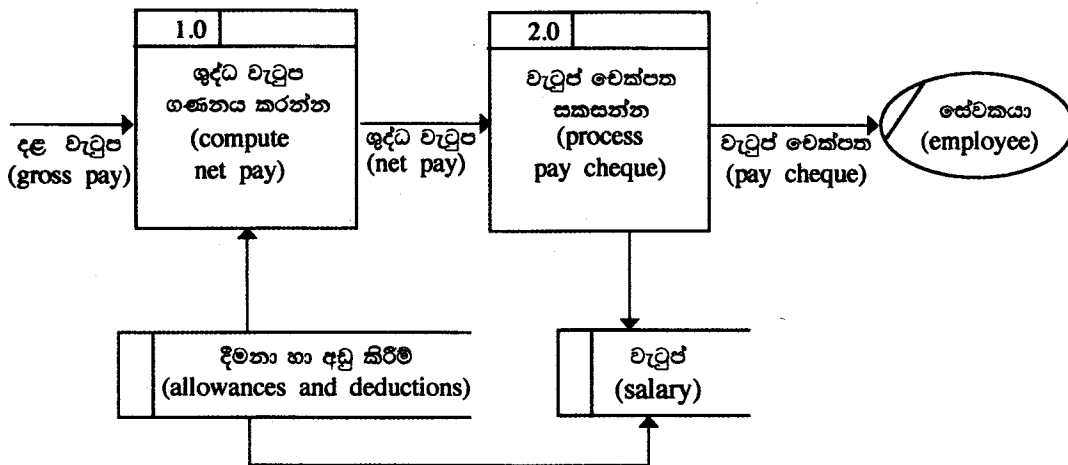 1.0
ශුද්ධ වැටුප
ගණනය කරන්න
(compute
net pay)
දළ වැටුප
(gross pay)
ශුද්ධ වැටුප
(net pay)
2.0
වැටුප් චෙක්පත
සකසන්න
(process
pay cheque)
වැටුප් චෙක්පත
(pay cheque)
සේවකයා
(employee)
දීමනා හා අඩු කිරීම්
(allowances and deductions)
වැටුප්
(salary)